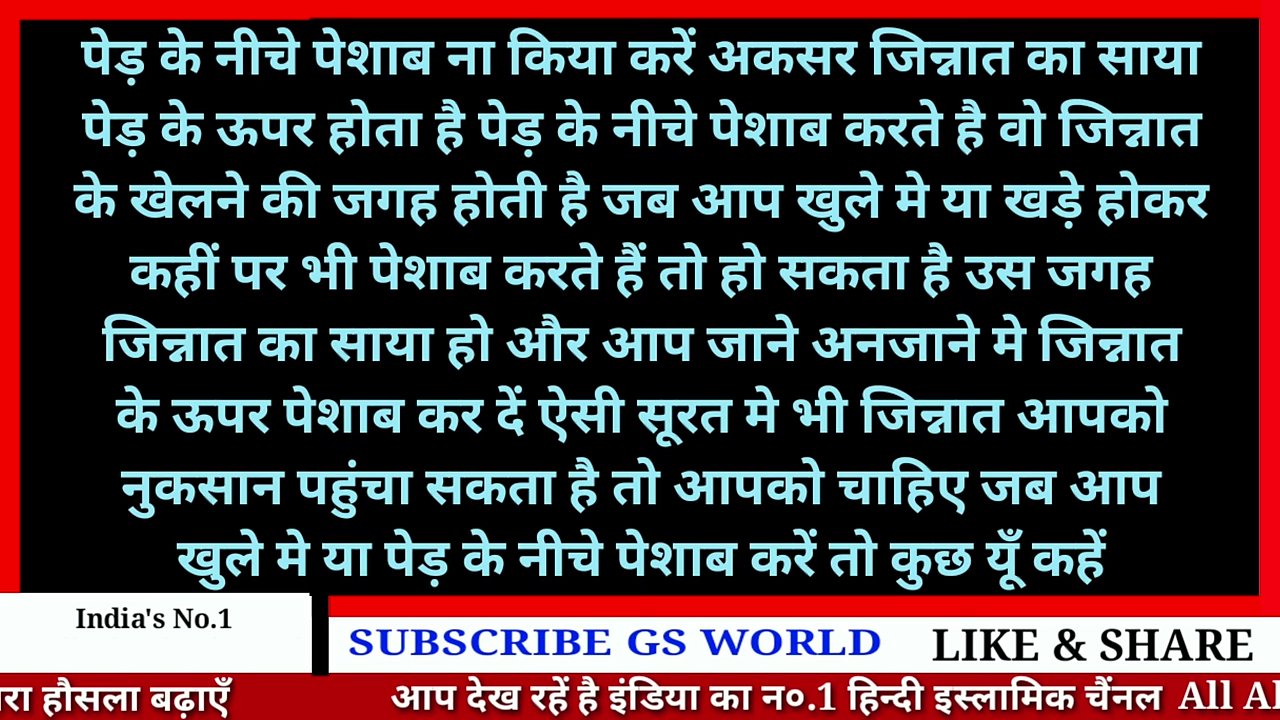 पेड़ के नीचे पेशाब ना किया करें अकसर जिन्नात का साया
पेड़ के ऊपर होता है पेड़ के नीचे पेशाब करते है वो जिन्नात
के खेलने की जगह होती है जब आप खुले मे या खड़े होकर
कहीं पर भी पेशाब करते हैं तो हो सकता है उस जगह
जिन्नात का साया हो और आप जाने अनजाने मे जिन्नात
के ऊपर पेशाब कर दें ऐसी सूरत मे भी जिन्नात आपको
नुकसान पहुंचा सकता है तो आपको चाहिए जब आप
खुले मे या पेड़ के नीचे पेशाब करें तो कुछ यूँ कहें
India's No.1
SUBSCRIBE GS WORLD LIKE & SHARE
हौसला बढ़ाएँ आप देख रहें है इंडिया का न०.1 हिन्दी इस्लामिक चैंनल All